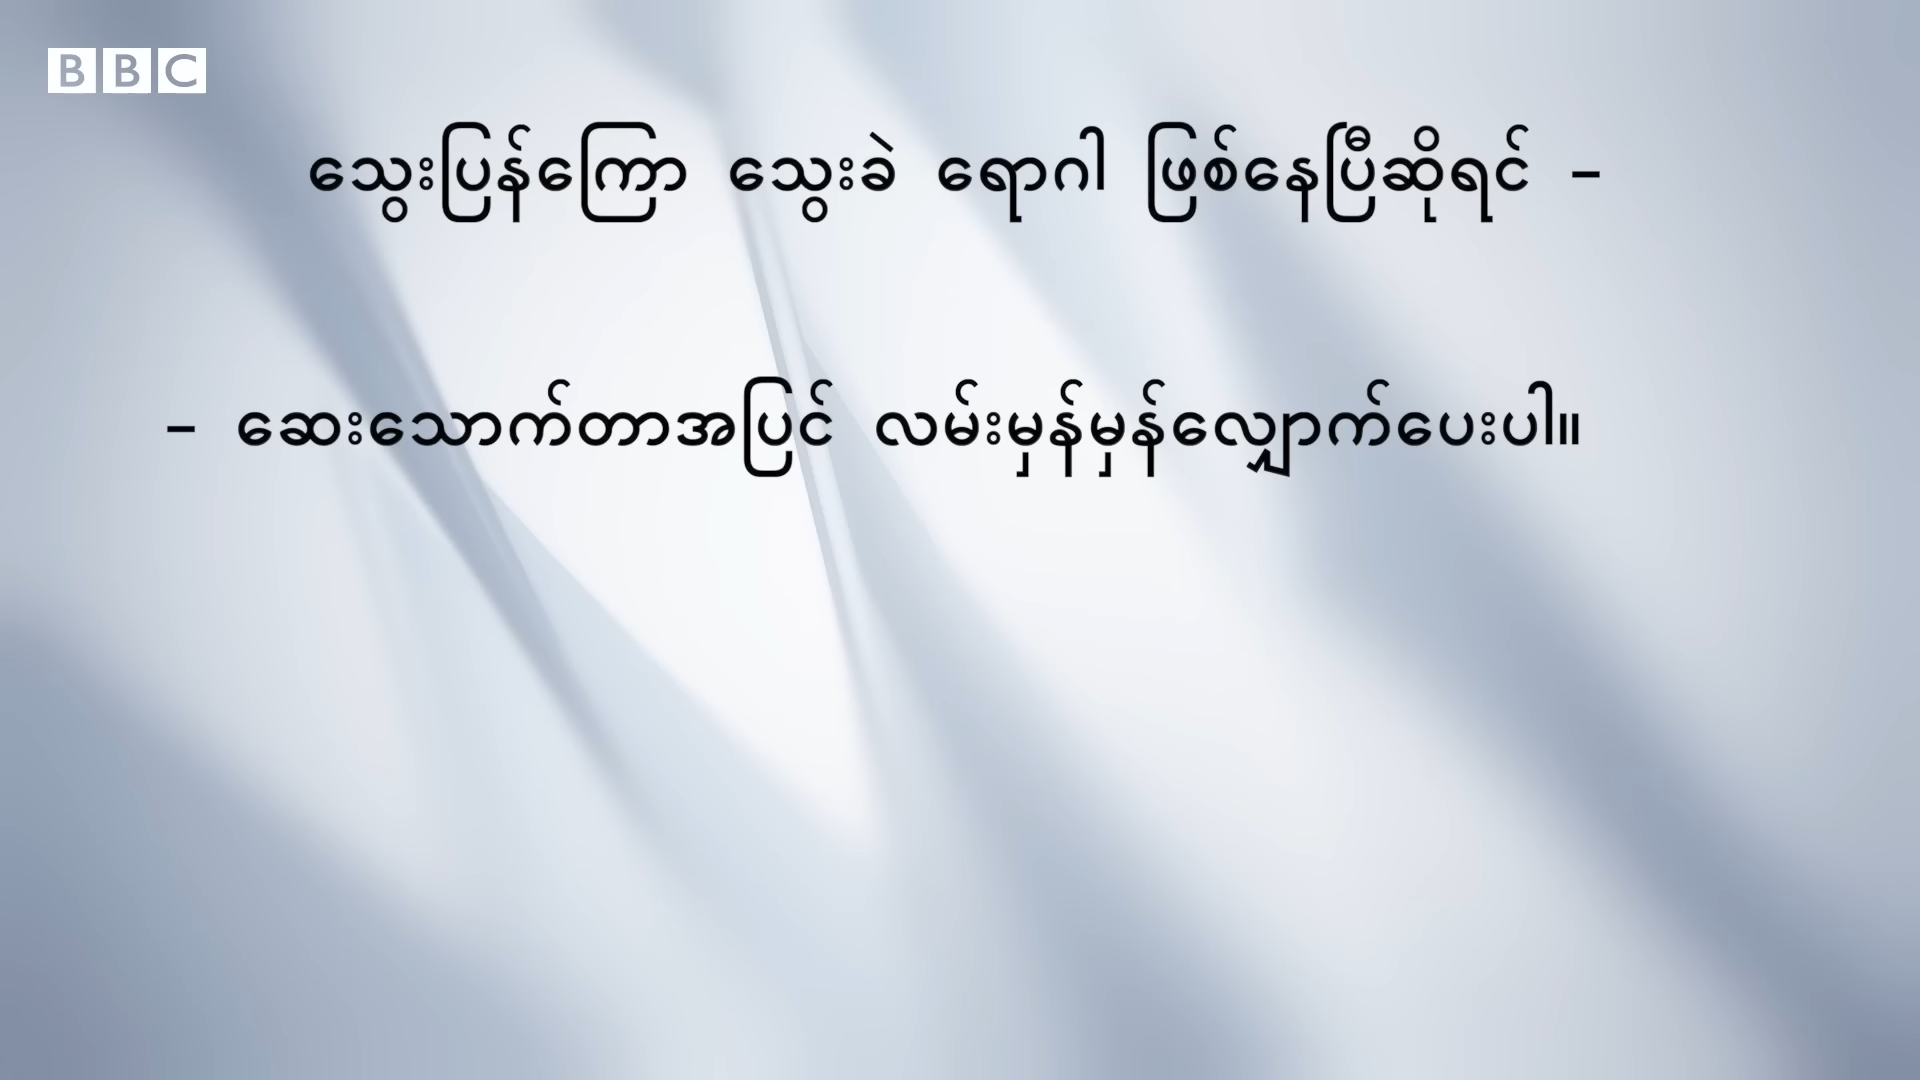 BBC
သွေးပြန်ကြော သွေးခဲ ရောဂါ ဖြစ်နေပြီဆိုရင် –
– ဆေးသောက်တာအပြင် လမ်းမှန်မှန်လျှောက်ပေးပါ။